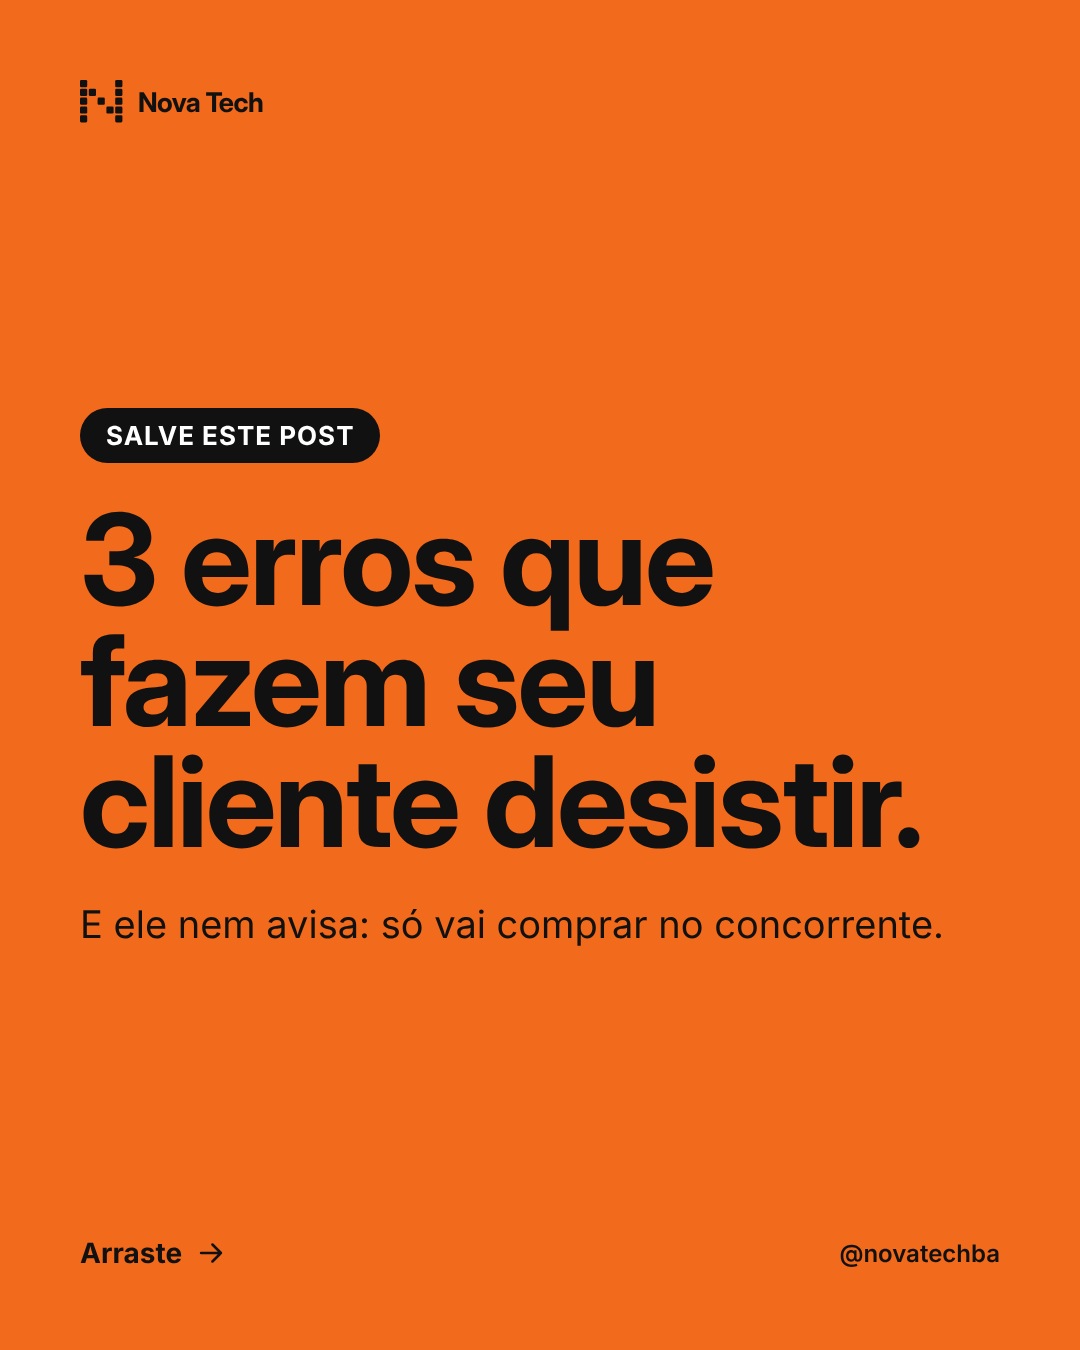 Nova Tech
SALVE ESTE POST
3 erros que
fazem seu
cliente desistir.
E ele nem avisa: só vai comprar no concorrente.
Arraste →
@novatechba